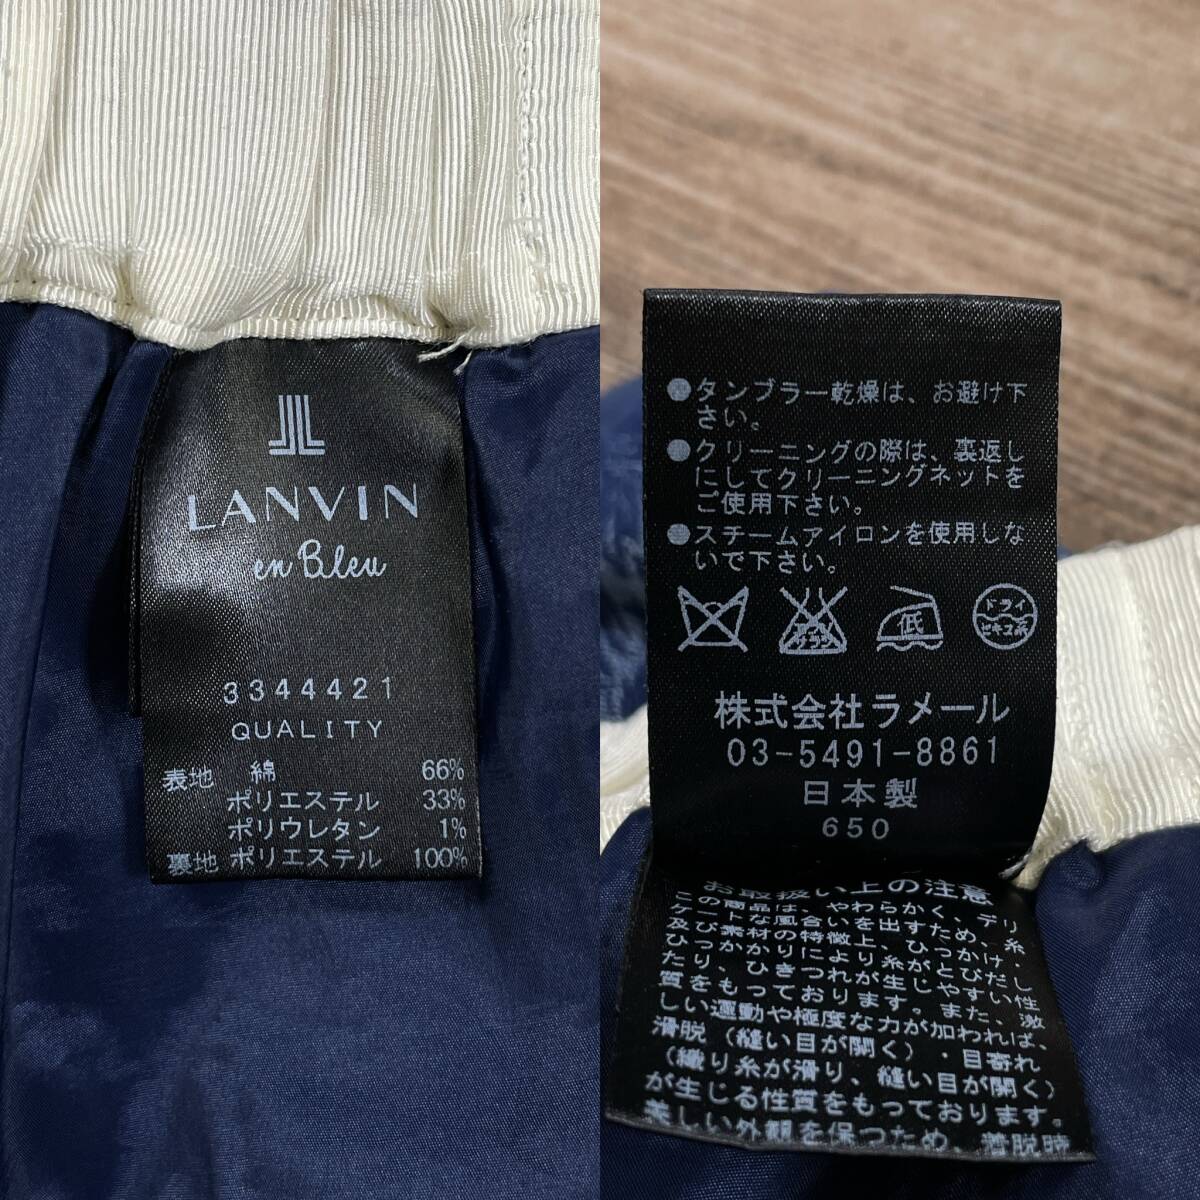 LANVIN
en Bleu
3344421
QUALITY
表地 綿 66%
ポリエステル 33%
ポリウレタン 1%
裏地 ポリエステル 100%
●タンブラー乾燥は、お避け下
さい。
●クリーニングの際は、裏返し
にしてクリーニングネットを
ご使用下さい。
●スチームアイロンを使用しな
いで下さい。
エンソ
サラシ
低
ドライ
セキユ系
株式会社ラメール
03-5491-8861
日本製
650
お取扱い上の注意
この商品は、やわらかく、デリ
ケートな風合いを出すため、糸
及び素材の特徴上、ひっかけ・
ひっかかりにより糸がとびだし
たり、ひきつれが生じやすい性
質をもっております。また、激
しい運動や極度な力が加われば、
滑脱（縫い目が開く）・目寄れ
（織り糸が滑り、縫い目が開く）
が生じる性質をもっております。
美しい外観を保つため、着脱時